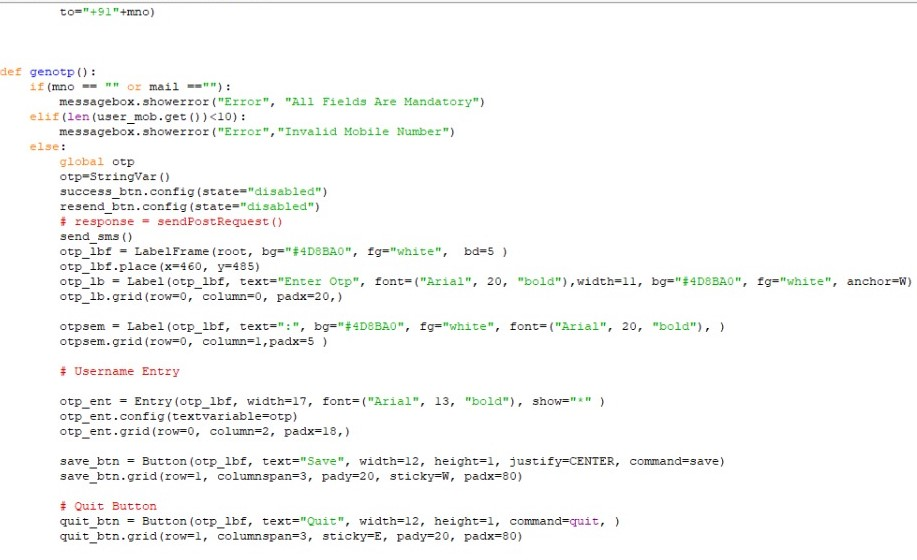 to="+91"+mno)
def genotp():
if(mno == "" or mail ==""):
messagebox.showerror("Error", "All Fields Are Mandatory")
elif(len(user_mob.get())<10):
messagebox.showerror("Error","Invalid Mobile Number")
else:
global otp
otp=StringVar()
success_btn.config(state="disabled")
resend_btn.config(state="disabled")
# response = sendPostRequest()
send_sms()
otp_lbf = LabelFrame(root, bg="#4D8BA0", fg="white",  bd=5 )
otp_lbf.place(x=460, y=485)
otp_lb = Label(otp_lbf, text="Enter Otp", font=("Arial", 20, "bold"),width=11, bg="#4D8BA0", fg="white", anchor=W)
otp_lb.grid(row=0, column=0, padx=20,)
otpsem = Label(otp_lbf, text=":", bg="#4D8BA0", fg="white", font=("Arial", 20, "bold"), )
otpsem.grid(row=0, column=1,padx=5 )
# Username Entry
otp_ent = Entry(otp_lbf, width=17, font=("Arial", 13, "bold"), show="*" )
otp_ent.config(textvariable=otp)
otp_ent.grid(row=0, column=2, padx=18,)
save_btn = Button(otp_lbf, text="Save", width=12, height=1, justify=CENTER, command=save)
save_btn.grid(row=1, columnspan=3, pady=20, sticky=W, padx=80)
# Quit Button
quit_btn = Button(otp_lbf, text="Quit", width=12, height=1, command=quit, )
quit_btn.grid(row=1, columnspan=3, sticky=E, pady=20, padx=80)